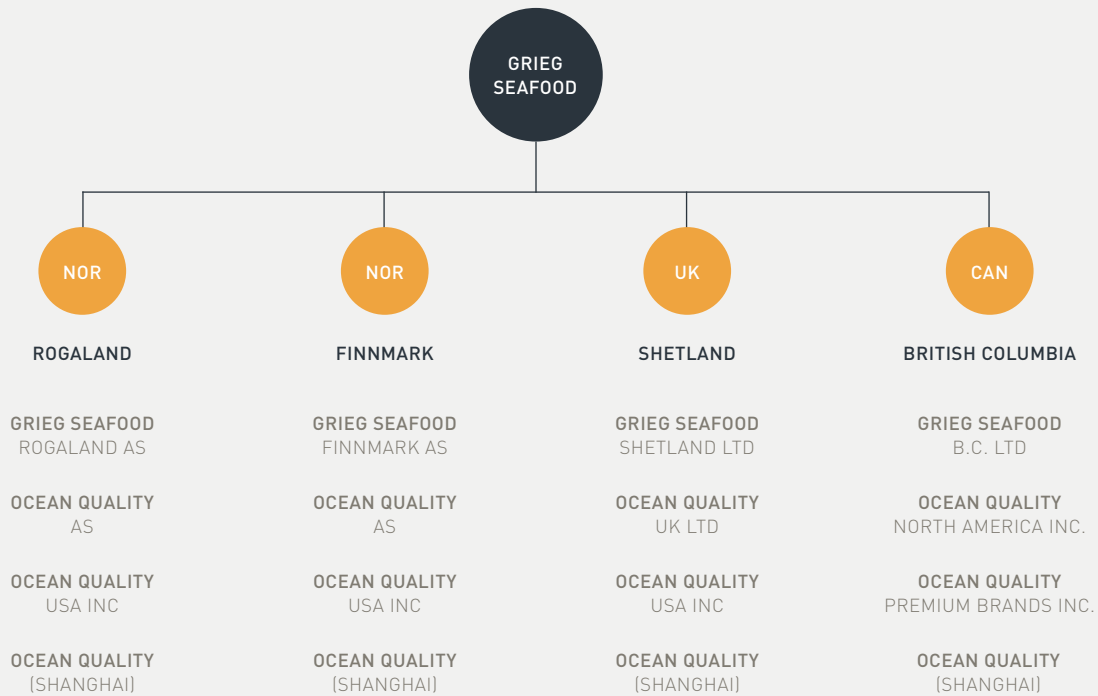 GRIEG
SEAFOOD
NOR
NOR
UK
CAN
ROGALAND
FINNMARK
SHETLAND
BRITISH COLUMBIA
GRIEG SEAFOOD
ROGALAND AS
GRIEG SEAFOOD
FINNMARK AS
GRIEG SEAFOOD
SHETLAND LTD
GRIEG SEAFOOD
B.C. LTD
OCEAN QUALITY
AS
OCEAN QUALITY
AS
OCEAN QUALITY
UK LTD
OCEAN QUALITY
NORTH AMERICA INC.
OCEAN QUALITY
USA INC
OCEAN QUALITY
USA INC
OCEAN QUALITY
USA INC
OCEAN QUALITY
PREMIUM BRANDS INC.
OCEAN QUALITY
(SHANGHAI)
OCEAN QUALITY
(SHANGHAI)
OCEAN QUALITY
(SHANGHAI)
OCEAN QUALITY
(SHANGHAI)